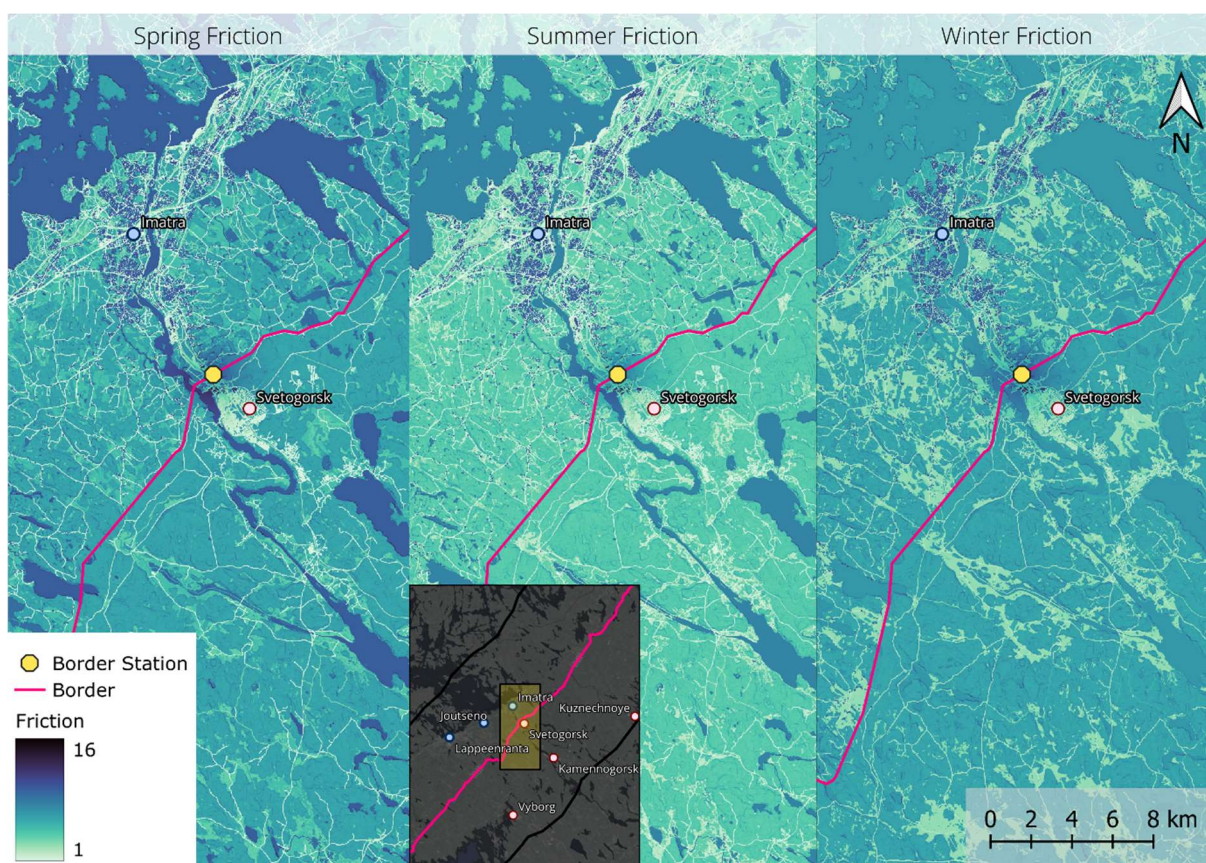 Spring Friction
Summer Friction
Winter Friction
N
Imatra
Imatra
Imatra
Svetogorsk
Svetogorsk
Svetogorsk
Border Station
Border
Friction
16
1
Imatra
Joutseno
Kuznechnoye
Svetogorsk
Lappeenranta
Kamennogorsk
Vyborg
0 2 4 6 8 km